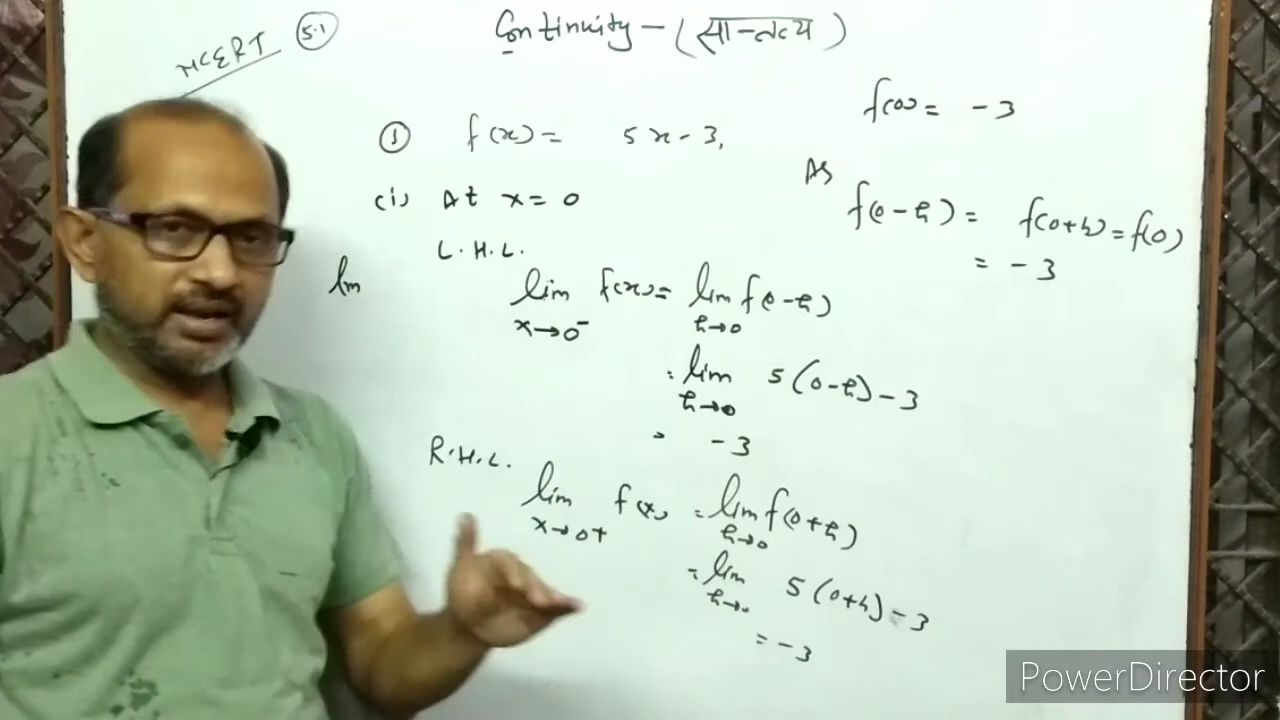 NCERT 5.1
Continuity - (सा-तत्य)
① f(x) = 5x - 3,
(i) At x = 0
L.H.L.
lm
lim f(x) = lim f(0-h)
x→0⁻ h→0
= lim 5(0-h) - 3
h→0
= -3
R.H.L.
lim f(x) = lim f(0+h)
x→0+ h→0
= lim 5(0+h) - 3
h→0
= -3
f(0) = -3
As
f(0-h) = f(0+h) = f(0)
= -3
PowerDirector